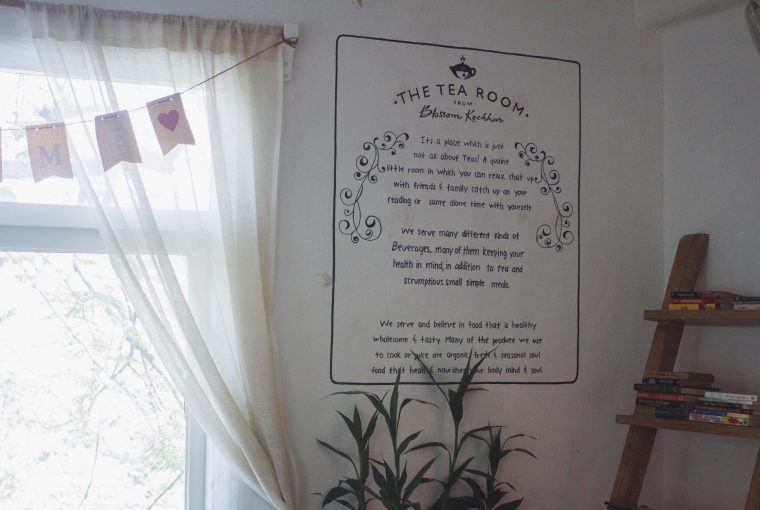 M E
.THE TEA ROOM.
FROM
Blossom Kochhar
Its a place which is just
not all about Teas! A quaint
little room in which you can relax, chat upe
with friends & family catch up on your
reading or some alone time with yourself.
We serve many different kinds of
Beverages, many of them keeping your
health in mind, in addition to tea and
scrumptious small simple meals.
We serve and believe in food that is healthy
wholesome & tasty Many of the produce we use
to cook or juice are organic, fresh & seasonal soul
food that heals & nourishes your body mind & soul.